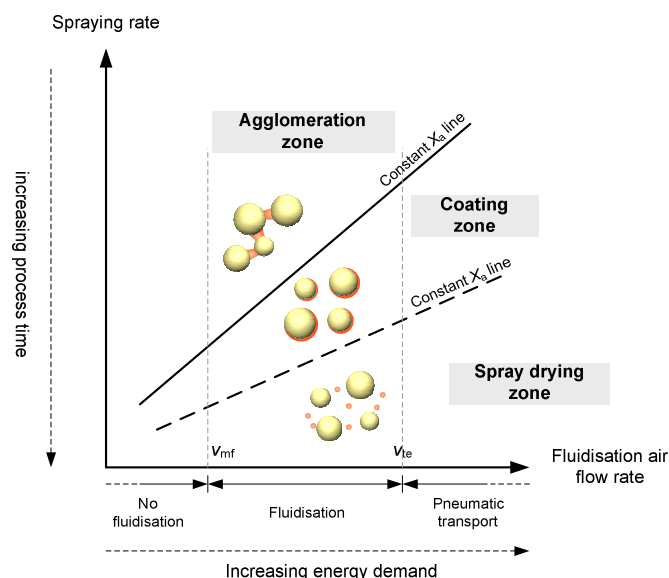 Spraying rate
Agglomeration
zone
Constant Xa line
Coating
zone
Constant Xa line
increasing process time
Spray drying
zone
vmf
vte
Fluidisation air
flow rate
No
fluidisation
Fluidisation
Pneumatic
transport
Increasing energy demand